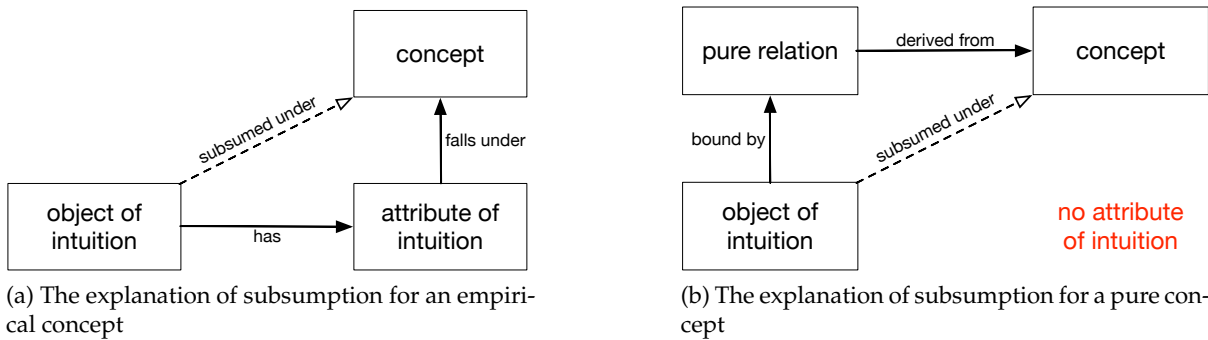 concept
subsumed under
falls under
object of
intuition
has
attribute of
intuition
(a) The explanation of subsumption for an empiri-
cal concept
pure relation
derived from
concept
bound by
subsumed under
object of
intuition
no attribute
of intuition
(b) The explanation of subsumption for a pure con-
cept